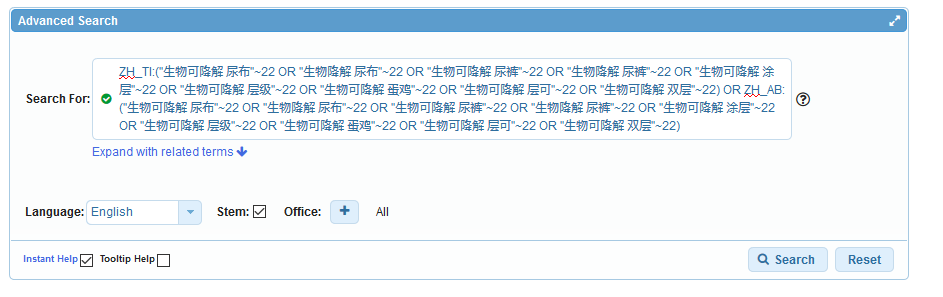 Advanced Search
ZH_TI:("生物可降解 尿布"~22 OR "生物降解 尿布"~22 OR "生物可降解 尿裤"~22 OR "生物降解 尿裤"~22 OR "生物可降解 涂
层"~22 OR "生物可降解 层级"~22 OR "生物可降解 蛋鸡"~22 OR "生物可降解 层可"~22 OR "生物可降解 双层"~22) OR ZH_AB:
Search For:
("生物可降解 尿布"~22 OR "生物降解 尿布"~22 OR "生物可降解 尿裤"~22 OR "生物降解 尿裤"~22 OR "生物可降解 涂层"~22
OR "生物可降解 层级"~22 OR "生物可降解 蛋鸡"~22 OR "生物可降解 层可"~22 OR "生物可降解 双层"~22)
Expand with related terms
Language: English Stem: Office: + All
Instant Help Tooltip Help Search Reset